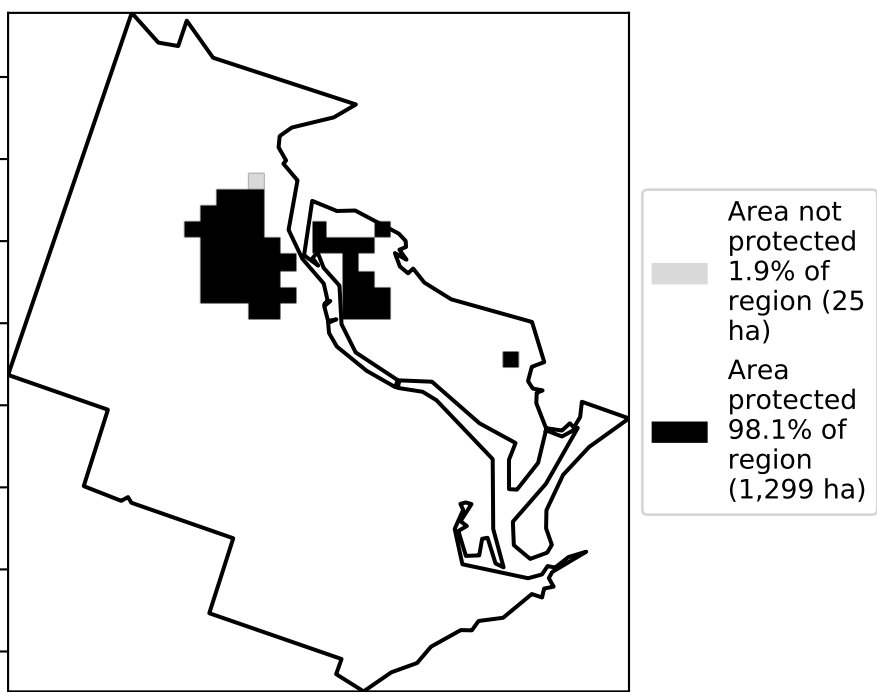 Area not
protected
1.9% of
region (25
ha)
Area
protected
98.1% of
region
(1,299 ha)